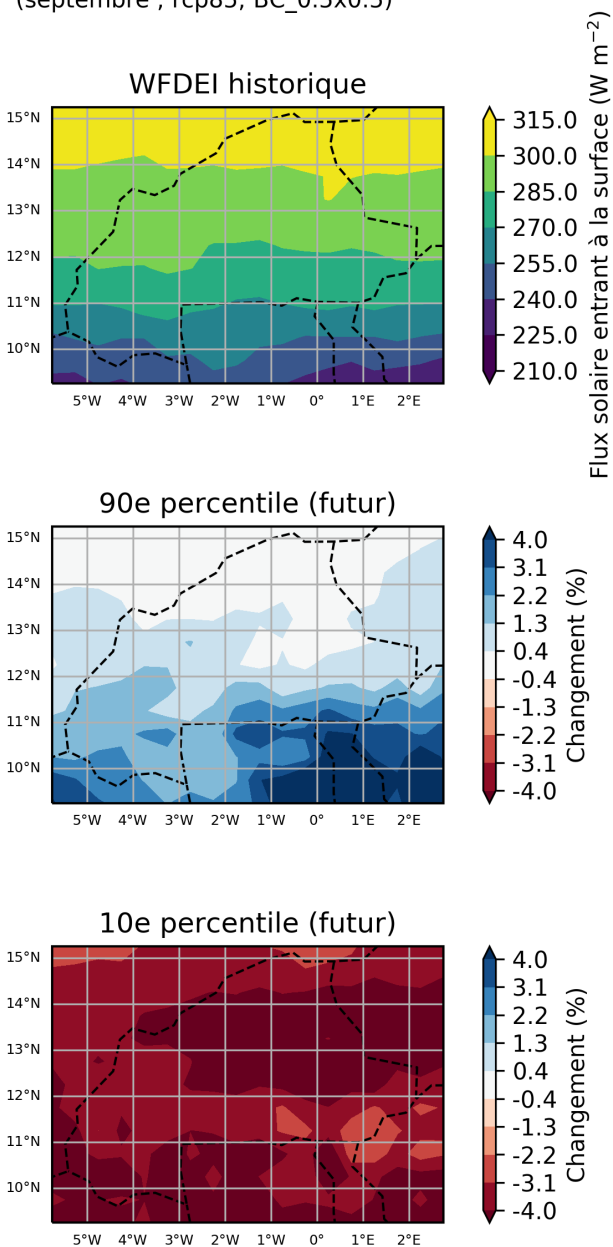 (septembre , rcp85, BC_0.5x0.5)
WFDEI historique
15°N
14°N
13°N
12°N
11°N
10°N
5°W 4°W 3°W 2°W 1°W 0° 1°E 2°E
315.0
300.0
285.0
270.0
255.0
240.0
225.0
210.0
Flux solaire entrant à la surface (W m⁻²)
90e percentile (futur)
15°N
14°N
13°N
12°N
11°N
10°N
5°W 4°W 3°W 2°W 1°W 0° 1°E 2°E
4.0
3.1
2.2
1.3
0.4
-0.4
-1.3
-2.2
-3.1
-4.0
Changement (%)
10e percentile (futur)
15°N
14°N
13°N
12°N
11°N
10°N
5°W 4°W 3°W 2°W 1°W 0° 1°E 2°E
4.0
3.1
2.2
1.3
0.4
-0.4
-1.3
-2.2
-3.1
-4.0
Changement (%)